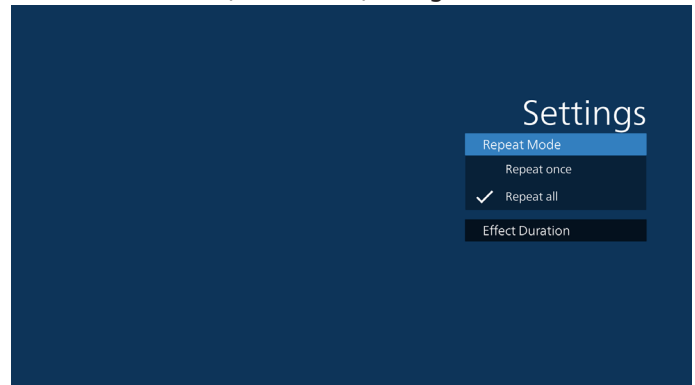 Settings
Repeat Mode
Repeat once
Repeat all
Effect Duration